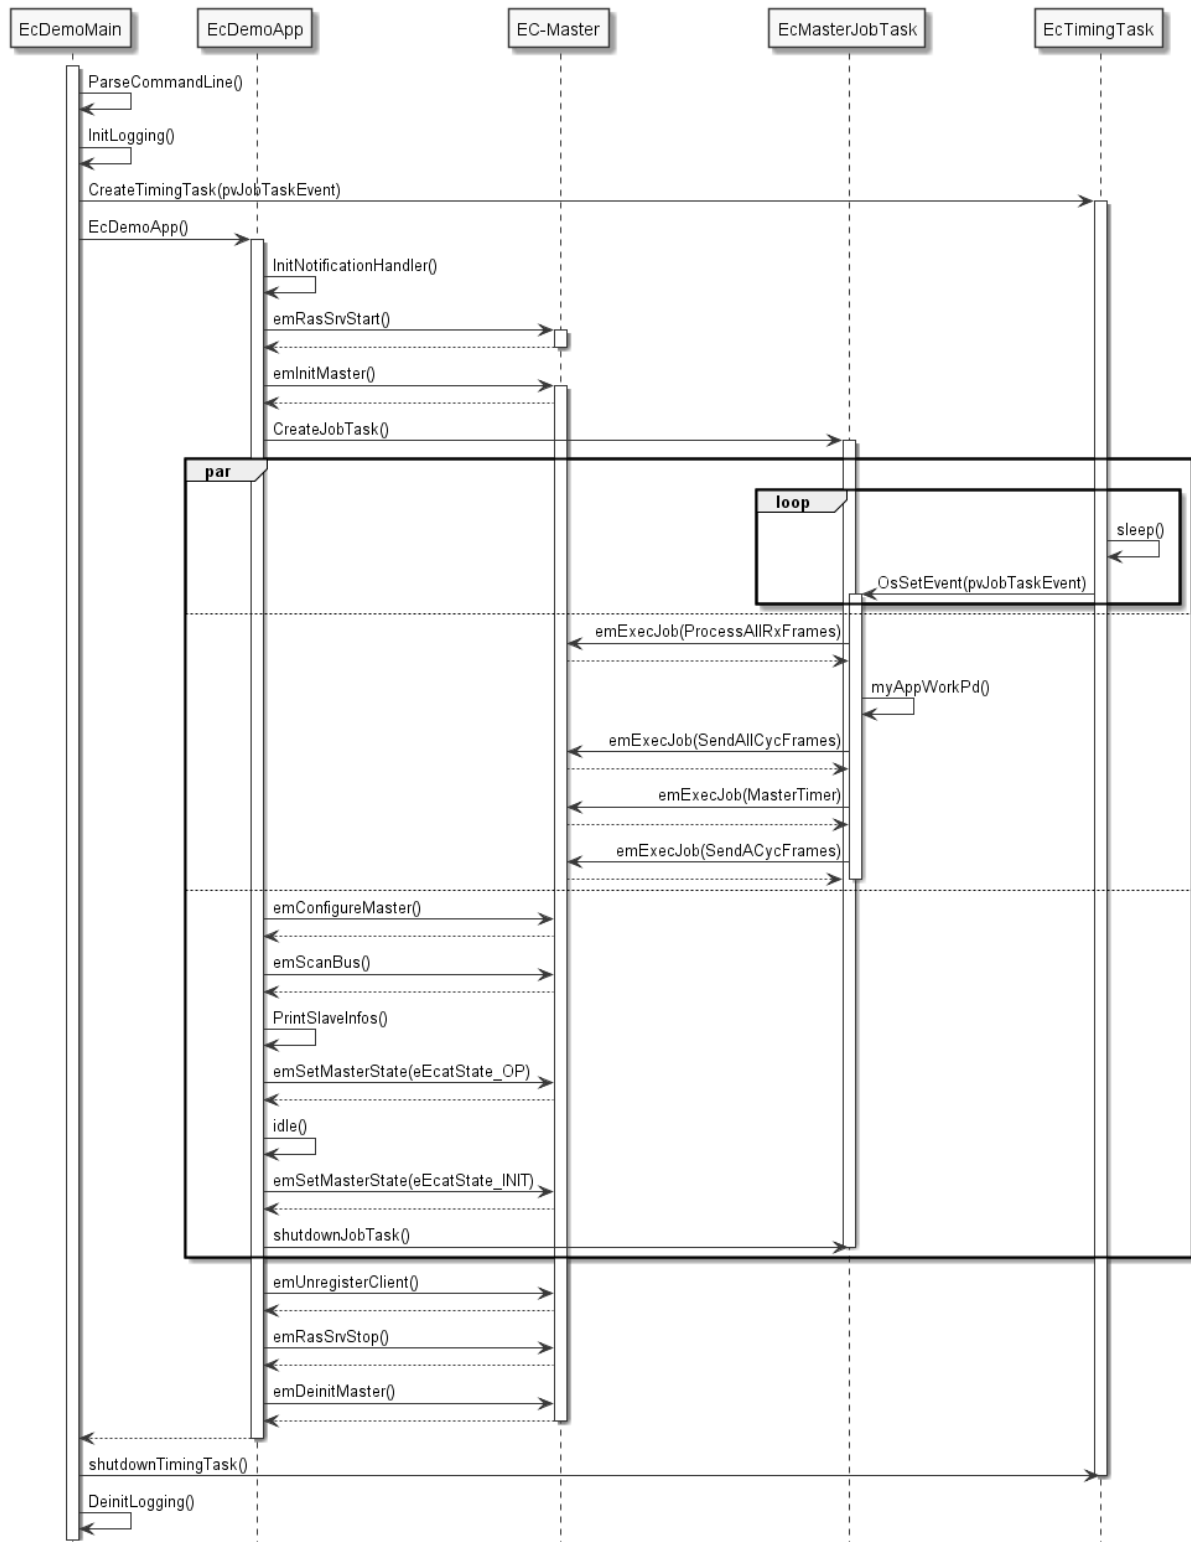 EcDemoMain EcDemoApp EC-Master EcMasterJobTask EcTimingTask
ParseCommandLine()
InitLogging()
CreateTimingTask(pvJobTaskEvent)
EcDemoApp()
InitNotificationHandler()
emRasSrvStart()
emInitMaster()
CreateJobTask()
par
loop
sleep()
OsSetEvent(pvJobTaskEvent)
emExecJob(ProcessAllRxFrames)
myAppWorkPd()
emExecJob(SendAllCycFrames)
emExecJob(MasterTimer)
emExecJob(SendACycFrames)
emConfigureMaster()
emScanBus()
PrintSlaveInfos()
emSetMasterState(eEcatState_OP)
idle()
emSetMasterState(eEcatState_INIT)
shutdownJobTask()
emUnregisterClient()
emRasSrvStop()
emDeinitMaster()
shutdownTimingTask()
DeinitLogging()